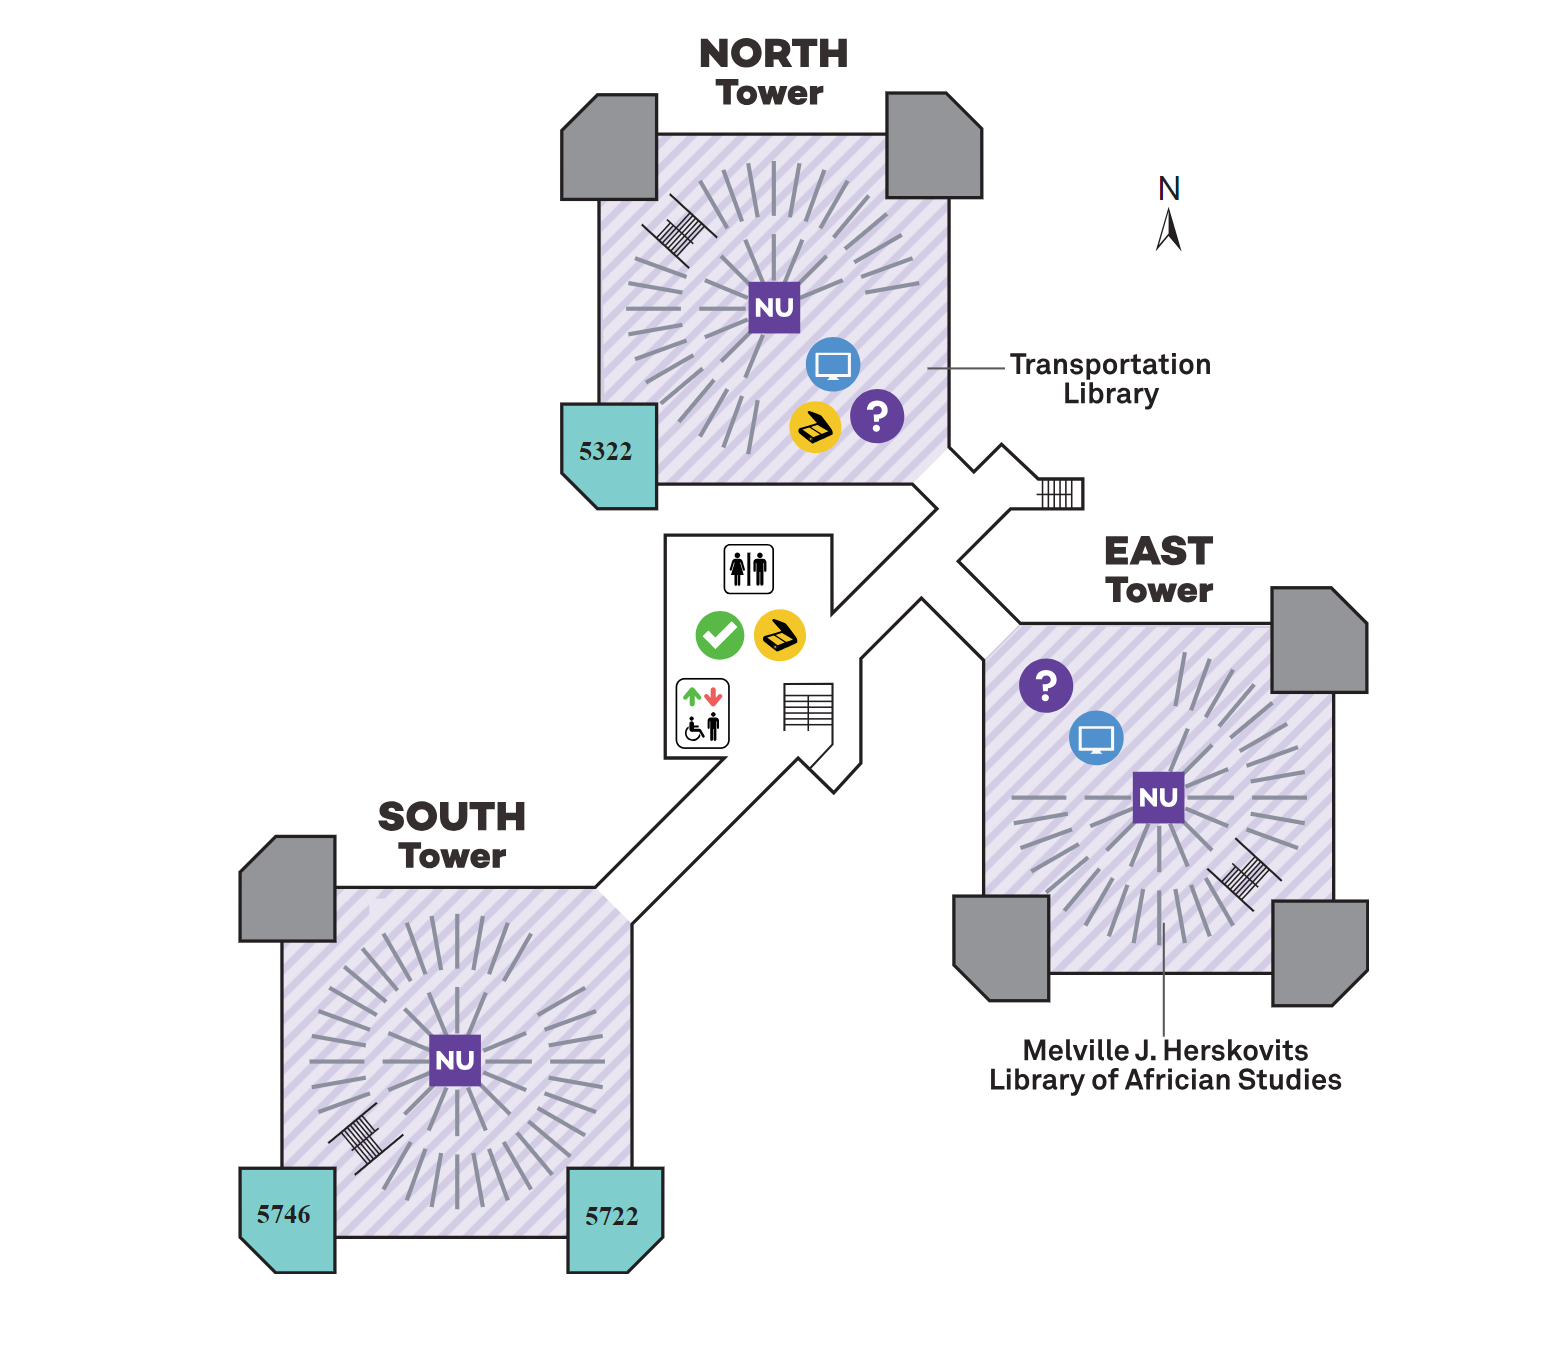 NORTH
Tower
N
NU
Transportation
Library
?
5322
EAST
Tower
?
NU
SOUTH
Tower
NU
Melville J. Herskovits
Library of Africian Studies
5746
5722